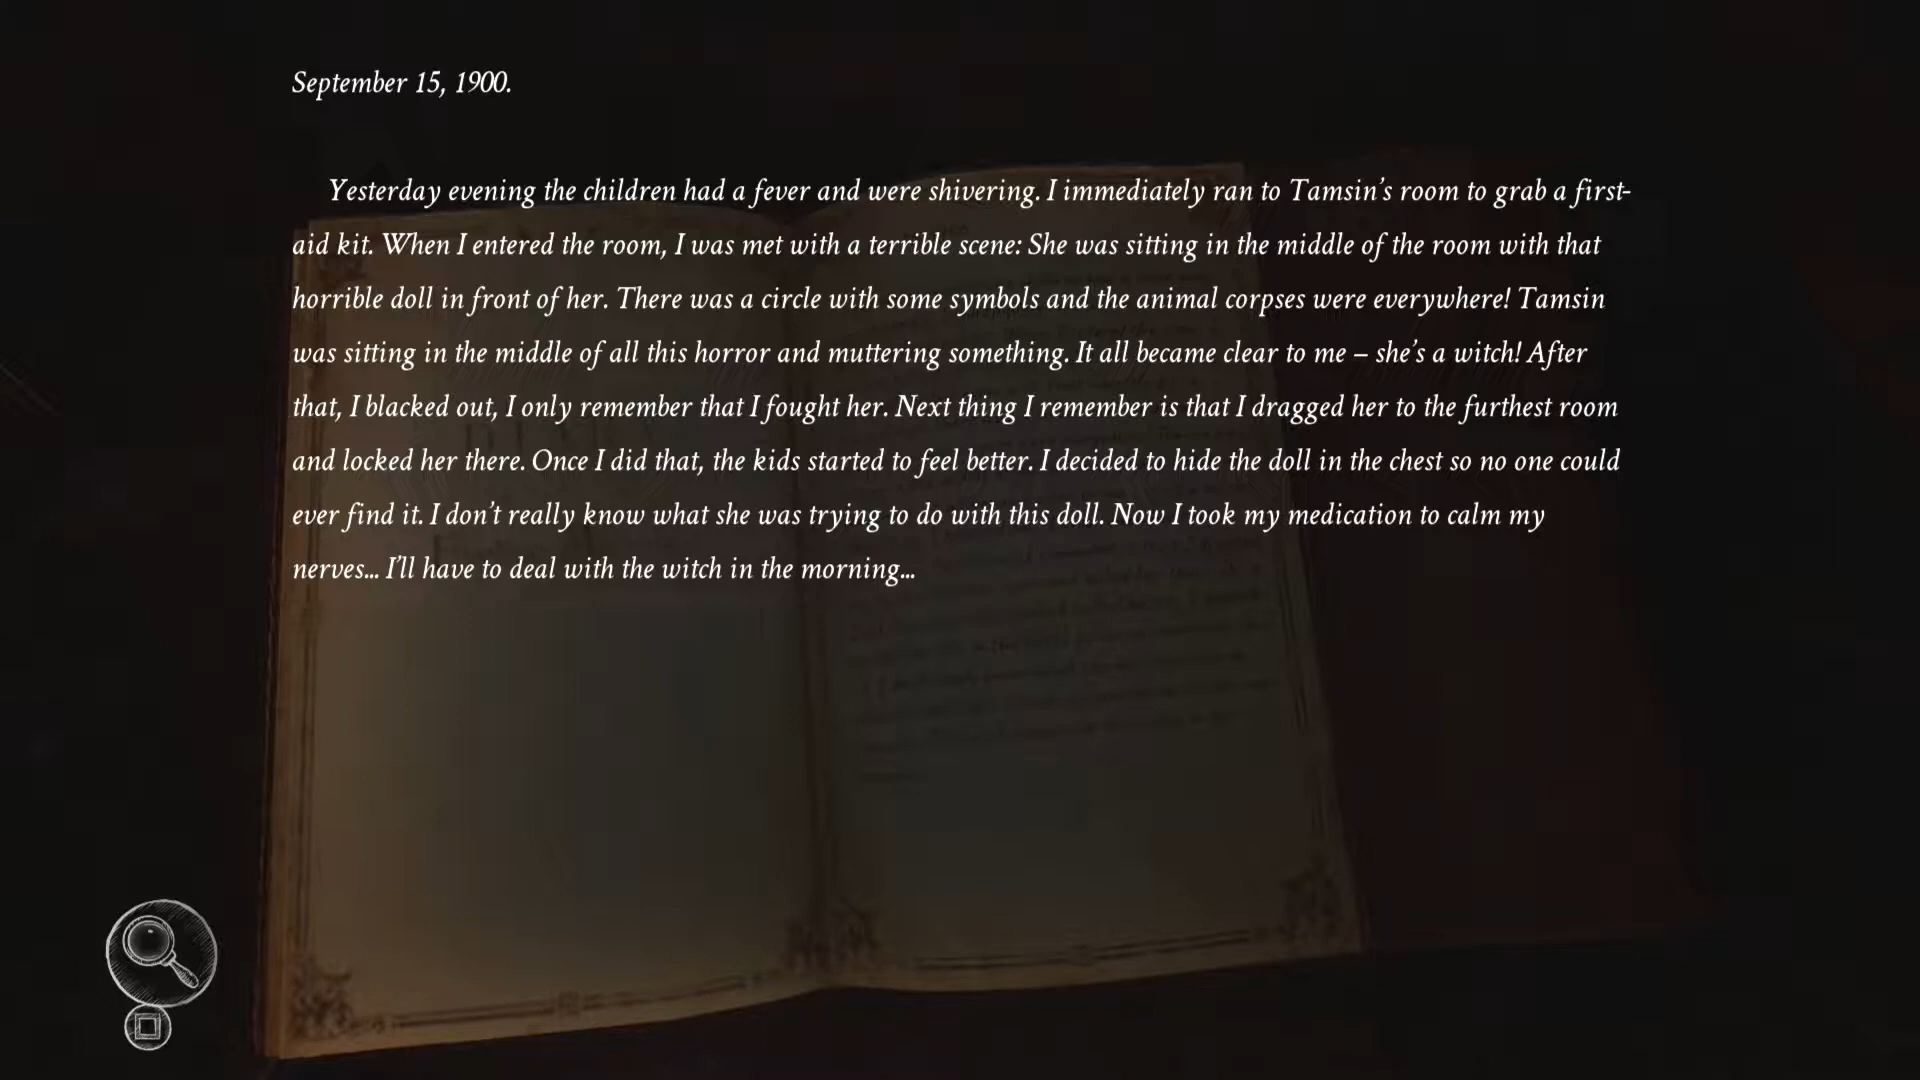 September 15, 1900.
Yesterday evening the children had a fever and were shivering. I immediately ran to Tamsin's room to grab a first-
aid kit. When I entered the room, I was met with a terrible scene: She was sitting in the middle of the room with that
horrible doll in front of her. There was a circle with some symbols and the animal corpses were everywhere! Tamsin
was sitting in the middle of all this horror and muttering something. It all became clear to me – she's a witch! After
that, I blacked out, I only remember that I fought her. Next thing I remember is that I dragged her to the furthest room
and locked her there. Once I did that, the kids started to feel better. I decided to hide the doll in the chest so no one could
ever find it. I don't really know what she was trying to do with this doll. Now I took my medication to calm my
nerves... I'll have to deal with the witch in the morning...